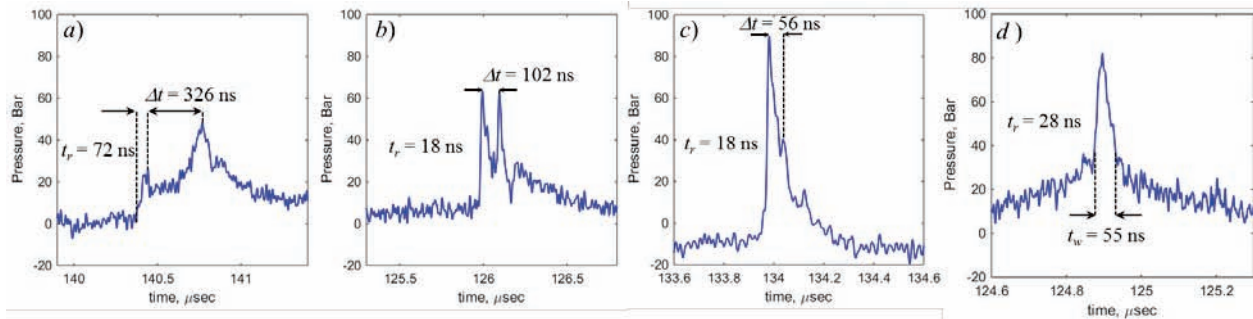 a)
Δt = 326 ns
t_r = 72 ns
100
80
60
40
20
0
-20
Pressure, Bar
140
140.5
141
time, μsec
b)
Δt = 102 ns
t_r = 18 ns
100
80
60
40
20
0
-20
Pressure, Bar
125.5
126
126.5
time, μsec
c)
Δt = 56 ns
t_r = 18 ns
100
80
60
40
20
0
-20
Pressure, Bar
133.6
133.8
134
134.2
134.4
134.6
time, μsec
d)
t_r = 28 ns
t_w = 55 ns
100
80
60
40
20
0
-20
Pressure, Bar
124.6
124.8
125
125.2
time, μsec